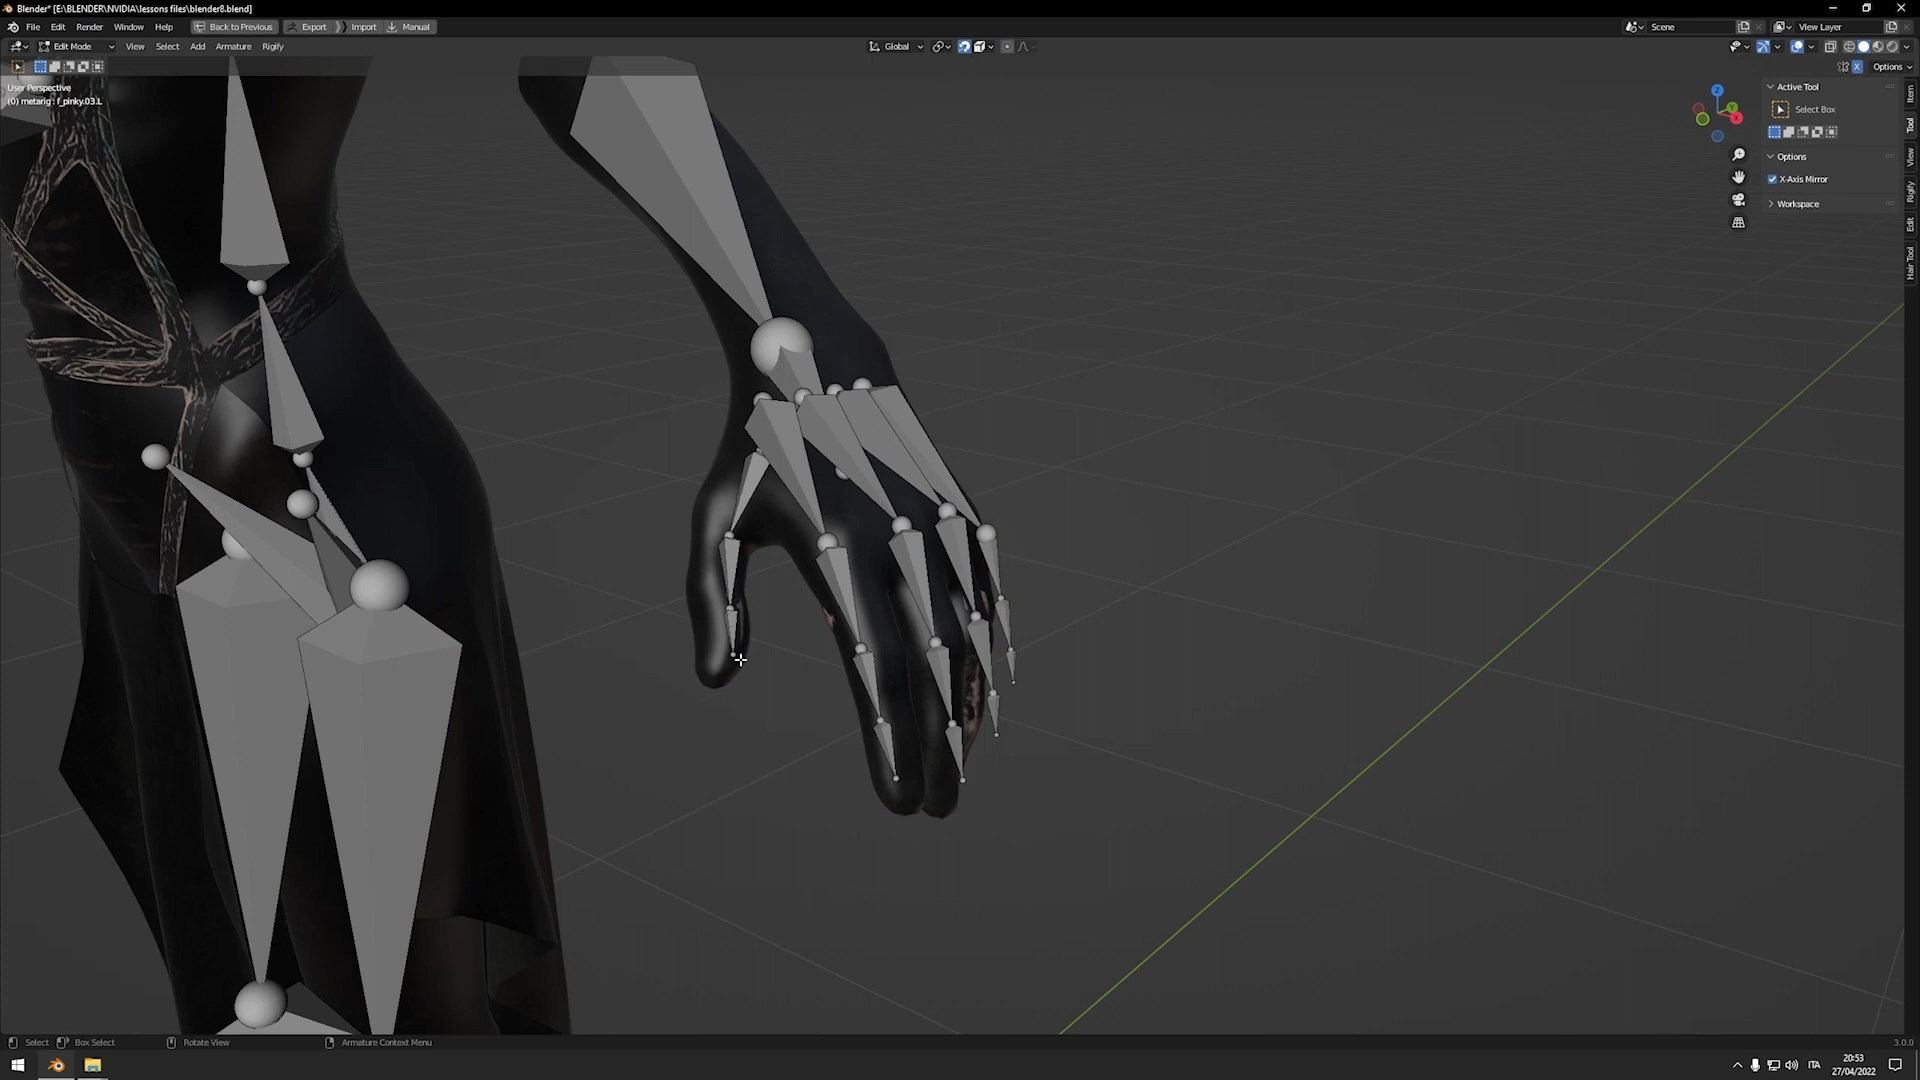 Blender* [E:\BLENDER\NVIDIA\lessons files\blender8.blend]
File Edit Render Window Help Back to Previous Export Import Manual Scene View Layer
Edit Mode View Select Add Armature Rigify Global
Options
User Perspective
(0) metarig : f_pinky.03.L
Active Tool
Select Box
Options
X-Axis Mirror
Workspace
Item
Tool
View
Rigify
Edit
Hair Tool
Z
Y
X
Select Box Select Rotate View Armature Context Menu 3.0.0
ITA 20:53
27/04/2022